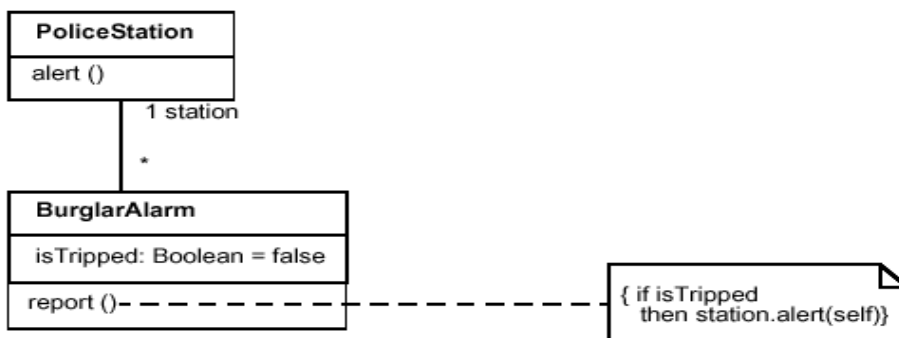 PoliceStation
alert ()
1 station
*
BurglarAlarm
isTripped: Boolean = false
report ()
{ if isTripped
then station.alert(self)}